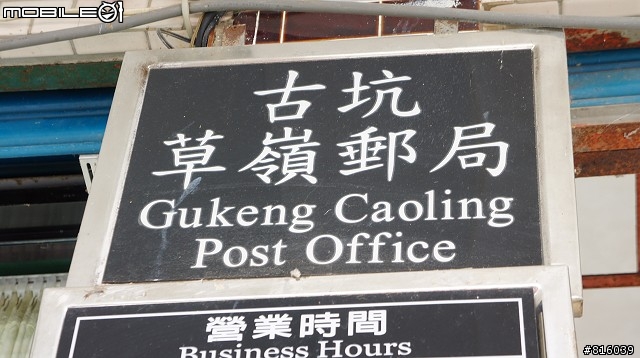 MOBILE01
古坑
草嶺郵局
Gukeng Caoling
Post Office
營業時間
Business Hours
#816039